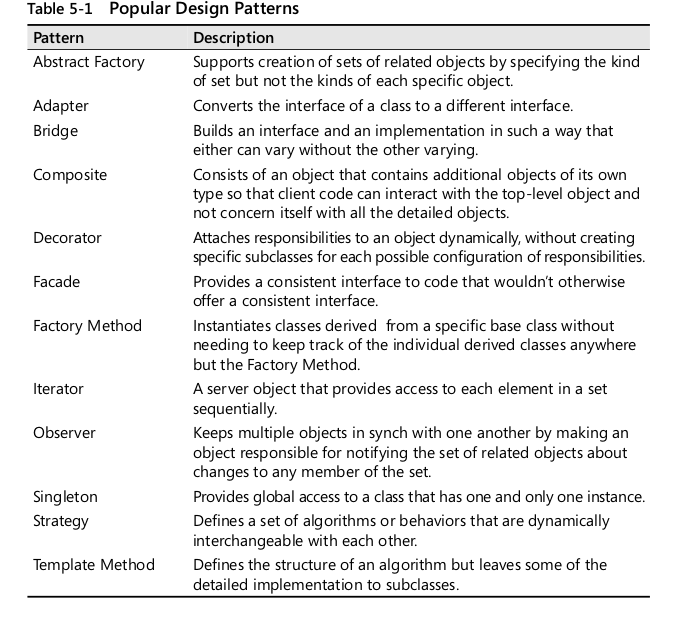 Table 5-1 Popular Design Patterns
Pattern Description
Abstract Factory Supports creation of sets of related objects by specifying the kind
of set but not the kinds of each specific object.
Adapter Converts the interface of a class to a different interface.
Bridge Builds an interface and an implementation in such a way that
either can vary without the other varying.
Composite Consists of an object that contains additional objects of its own
type so that client code can interact with the top-level object and
not concern itself with all the detailed objects.
Decorator Attaches responsibilities to an object dynamically, without creating
specific subclasses for each possible configuration of responsibilities.
Facade Provides a consistent interface to code that wouldn't otherwise
offer a consistent interface.
Factory Method Instantiates classes derived from a specific base class without
needing to keep track of the individual derived classes anywhere
but the Factory Method.
Iterator A server object that provides access to each element in a set
sequentially.
Observer Keeps multiple objects in synch with one another by making an
object responsible for notifying the set of related objects about
changes to any member of the set.
Singleton Provides global access to a class that has one and only one instance.
Strategy Defines a set of algorithms or behaviors that are dynamically
interchangeable with each other.
Template Method Defines the structure of an algorithm but leaves some of the
detailed implementation to subclasses.